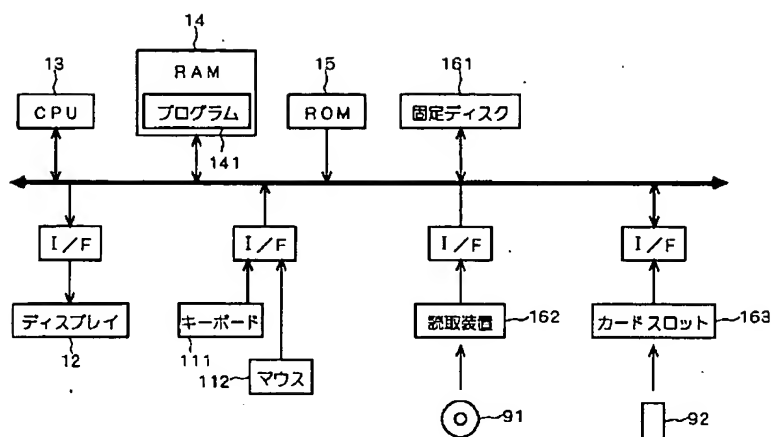 14
13
RAM
15
161
CPU
プログラム
ROM
固定ディスク
141
I/F
I/F
I/F
I/F
ディスプレイ
キーボード
読取装置
162
カードスロット
163
12
111
112
マウス
91
92